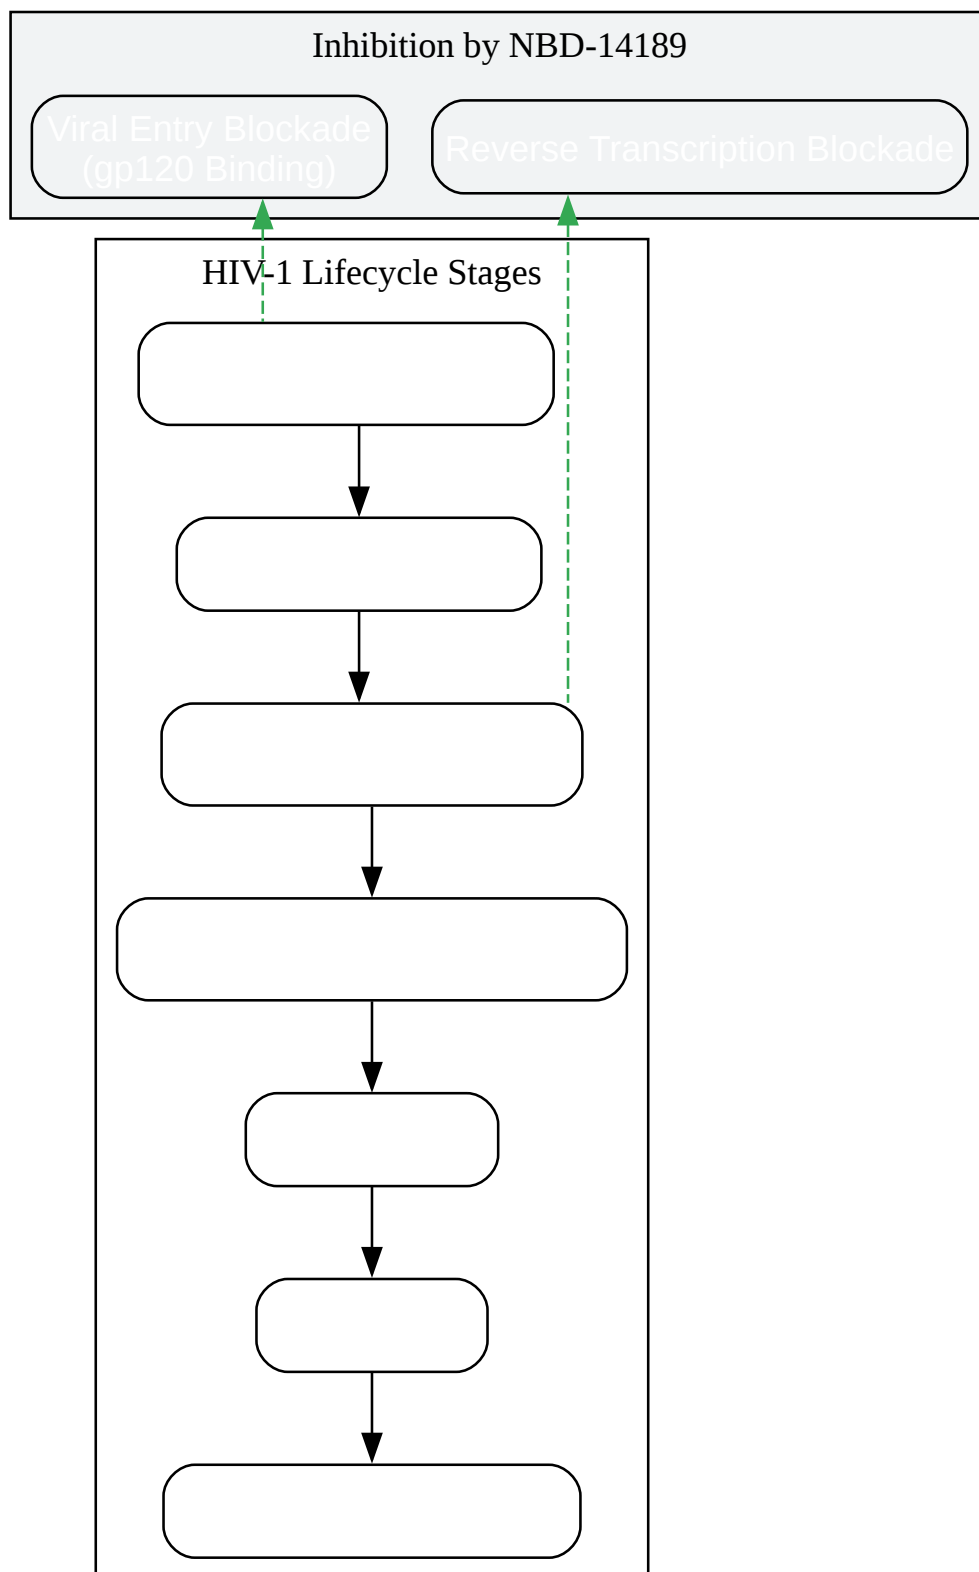 Inhibition by NBD-14189
Viral Entry Blockade
(gp120 Binding)
Reverse Transcription Blockade
HIV-1 Lifecycle Stages